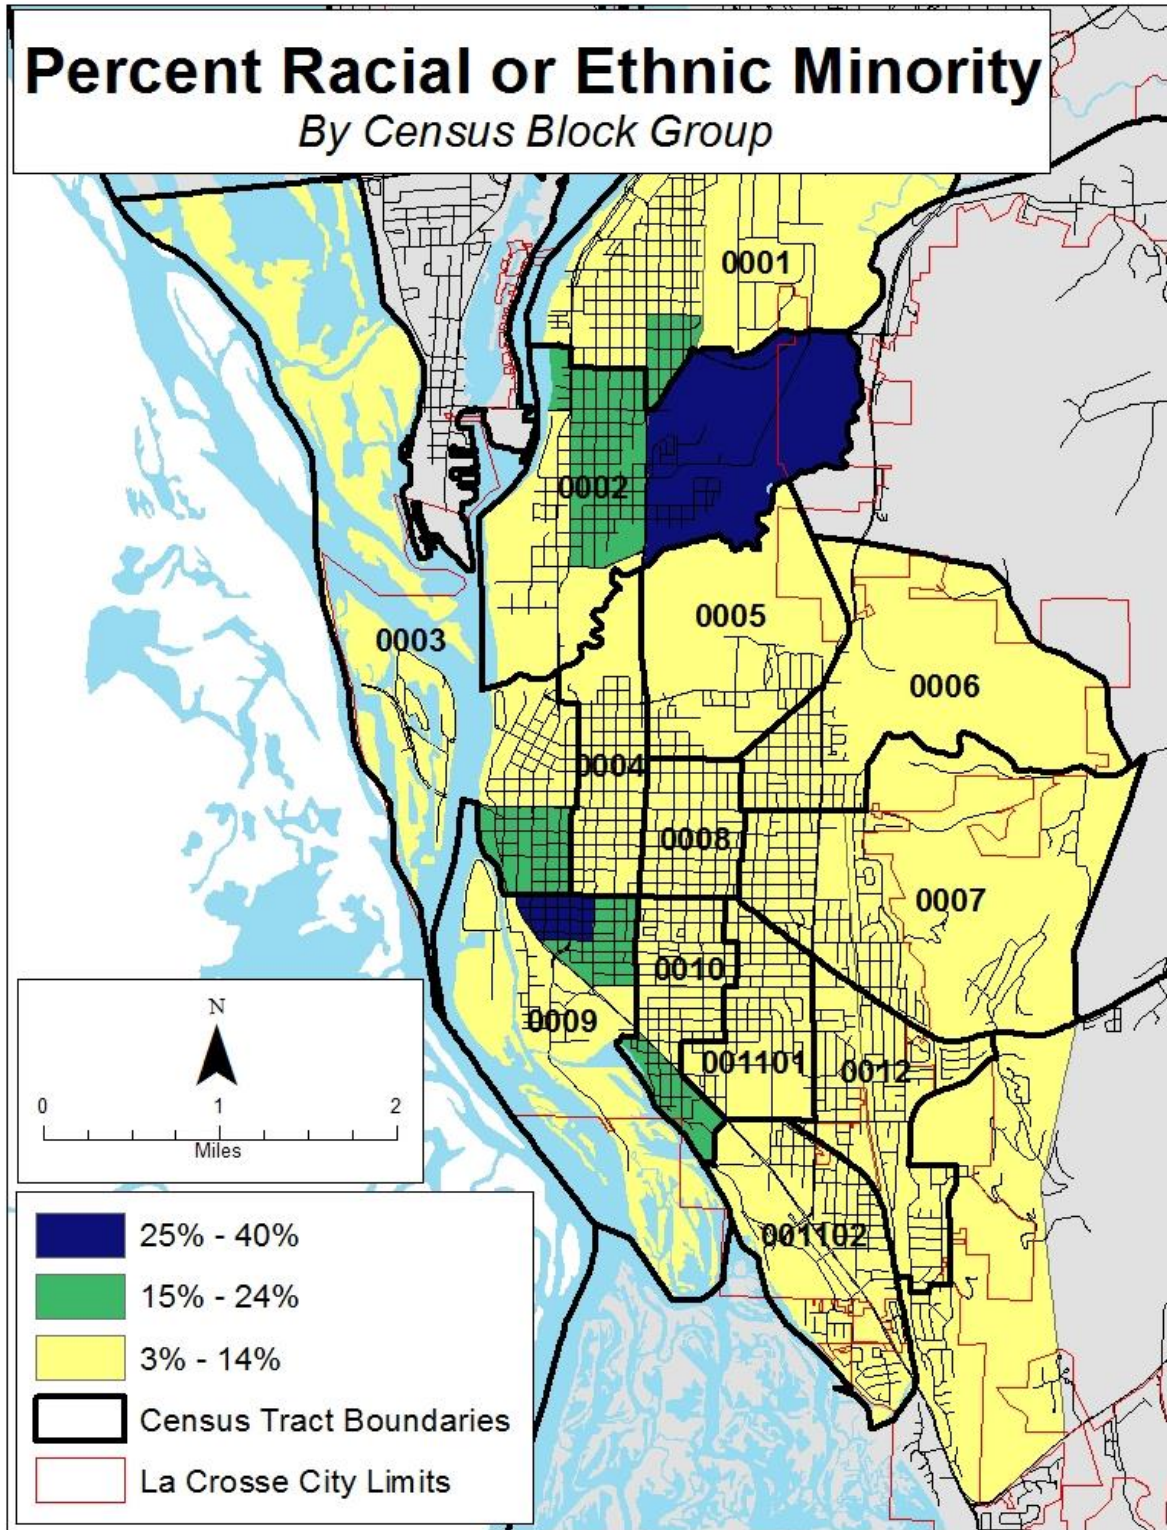 Percent Racial or Ethnic Minority
By Census Block Group
0001
0002
0005
0003
0006
0004
0008
0007
0010
0009
001101
0012
001102
N
0 1 2
Miles
25% - 40%
15% - 24%
3% - 14%
Census Tract Boundaries
La Crosse City Limits